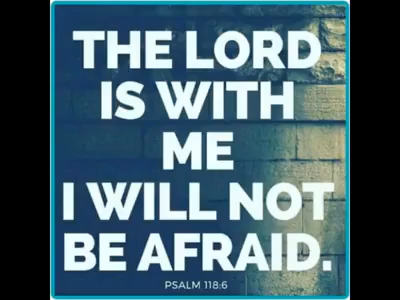 THE LORD
IS WITH
ME
I WILL NOT
BE AFRAID.
PSALM 118:6